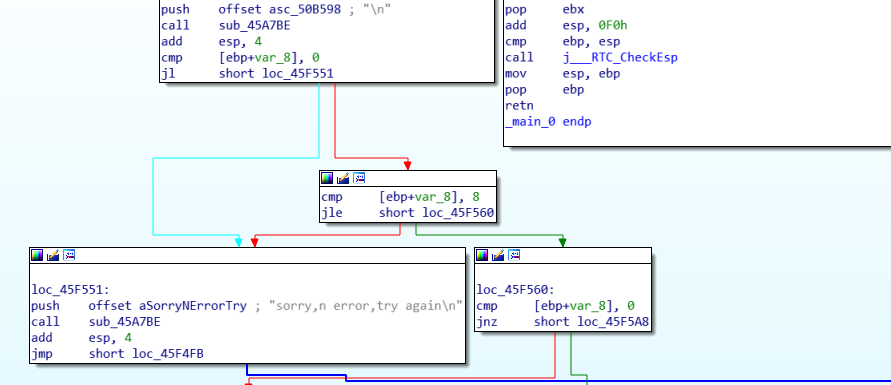 push    offset asc_50B598 ; "\n"
call    sub_45A7BE
add     esp, 4
cmp     [ebp+var_8], 0
jl      short loc_45F551
pop     ebx
add     esp, 0F0h
cmp     ebp, esp
call    j___RTC_CheckEsp
mov     esp, ebp
pop     ebp
retn
_main_0 endp
cmp     [ebp+var_8], 8
jle     short loc_45F560
loc_45F551:
push    offset aSorryNErrorTry ; "sorry,n error,try again\n"
call    sub_45A7BE
add     esp, 4
jmp     short loc_45F4FB
loc_45F560:
cmp     [ebp+var_8], 0
jnz     short loc_45F5A8